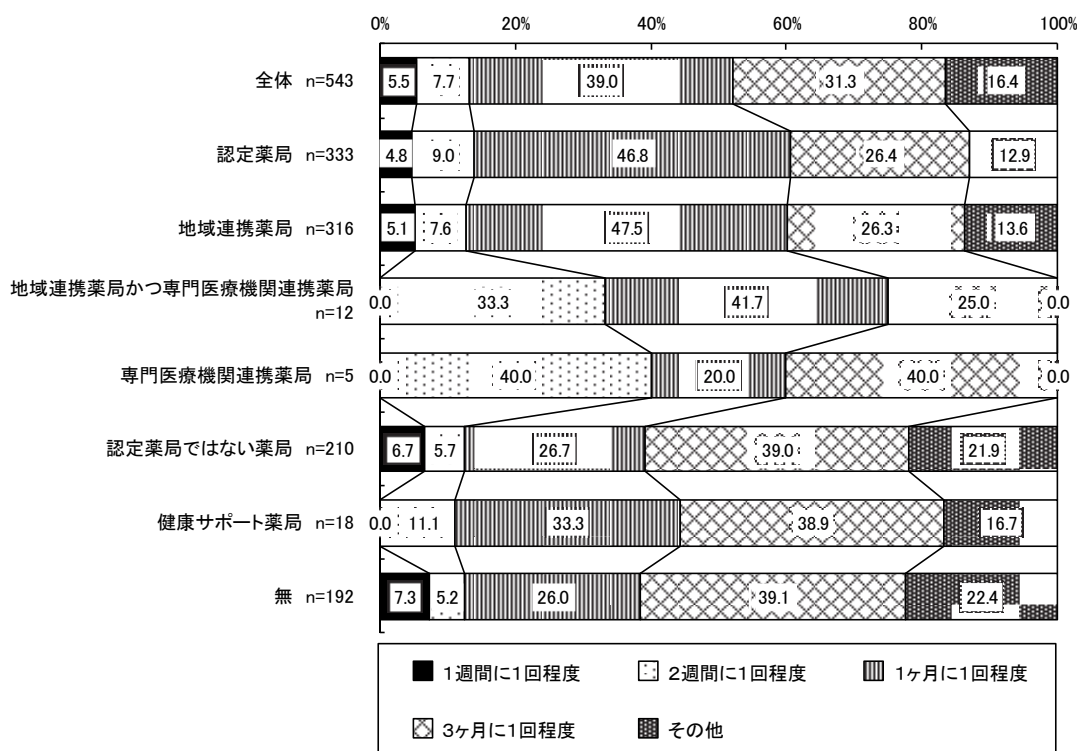 0% 20% 40% 60% 80% 100%
全体 n=543 5.5 7.7 39.0 31.3 16.4
認定薬局 n=333 4.8 9.0 46.8 26.4 12.9
地域連携薬局 n=316 5.1 7.6 47.5 26.3 13.6
地域連携薬局かつ専門医療機関連携薬局
n=12 0.0 33.3 41.7 25.0 0.0
専門医療機関連携薬局 n=5 0.0 40.0 20.0 40.0 0.0
認定薬局ではない薬局 n=210 6.7 5.7 26.7 39.0 21.9
健康サポート薬局 n=18 0.0 11.1 33.3 38.9 16.7
無 n=192 7.3 5.2 26.0 39.1 22.4
1週間に1回程度 2週間に1回程度 1ヶ月に1回程度
3ヶ月に1回程度 その他